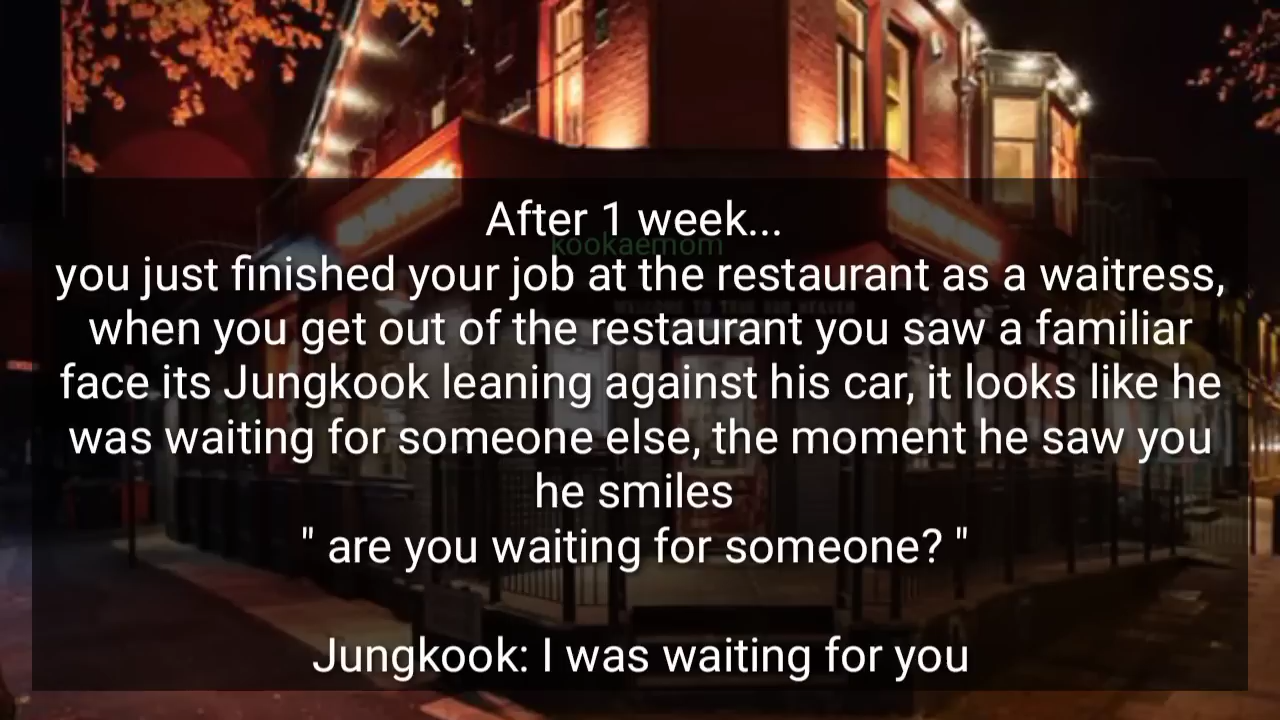 After 1 week...
kookaemom
you just finished your job at the restaurant as a waitress,
when you get out of the restaurant you saw a familiar
face its Jungkook leaning against his car, it looks like he
was waiting for someone else, the moment he saw you
he smiles
" are you waiting for someone? "
Jungkook: I was waiting for you